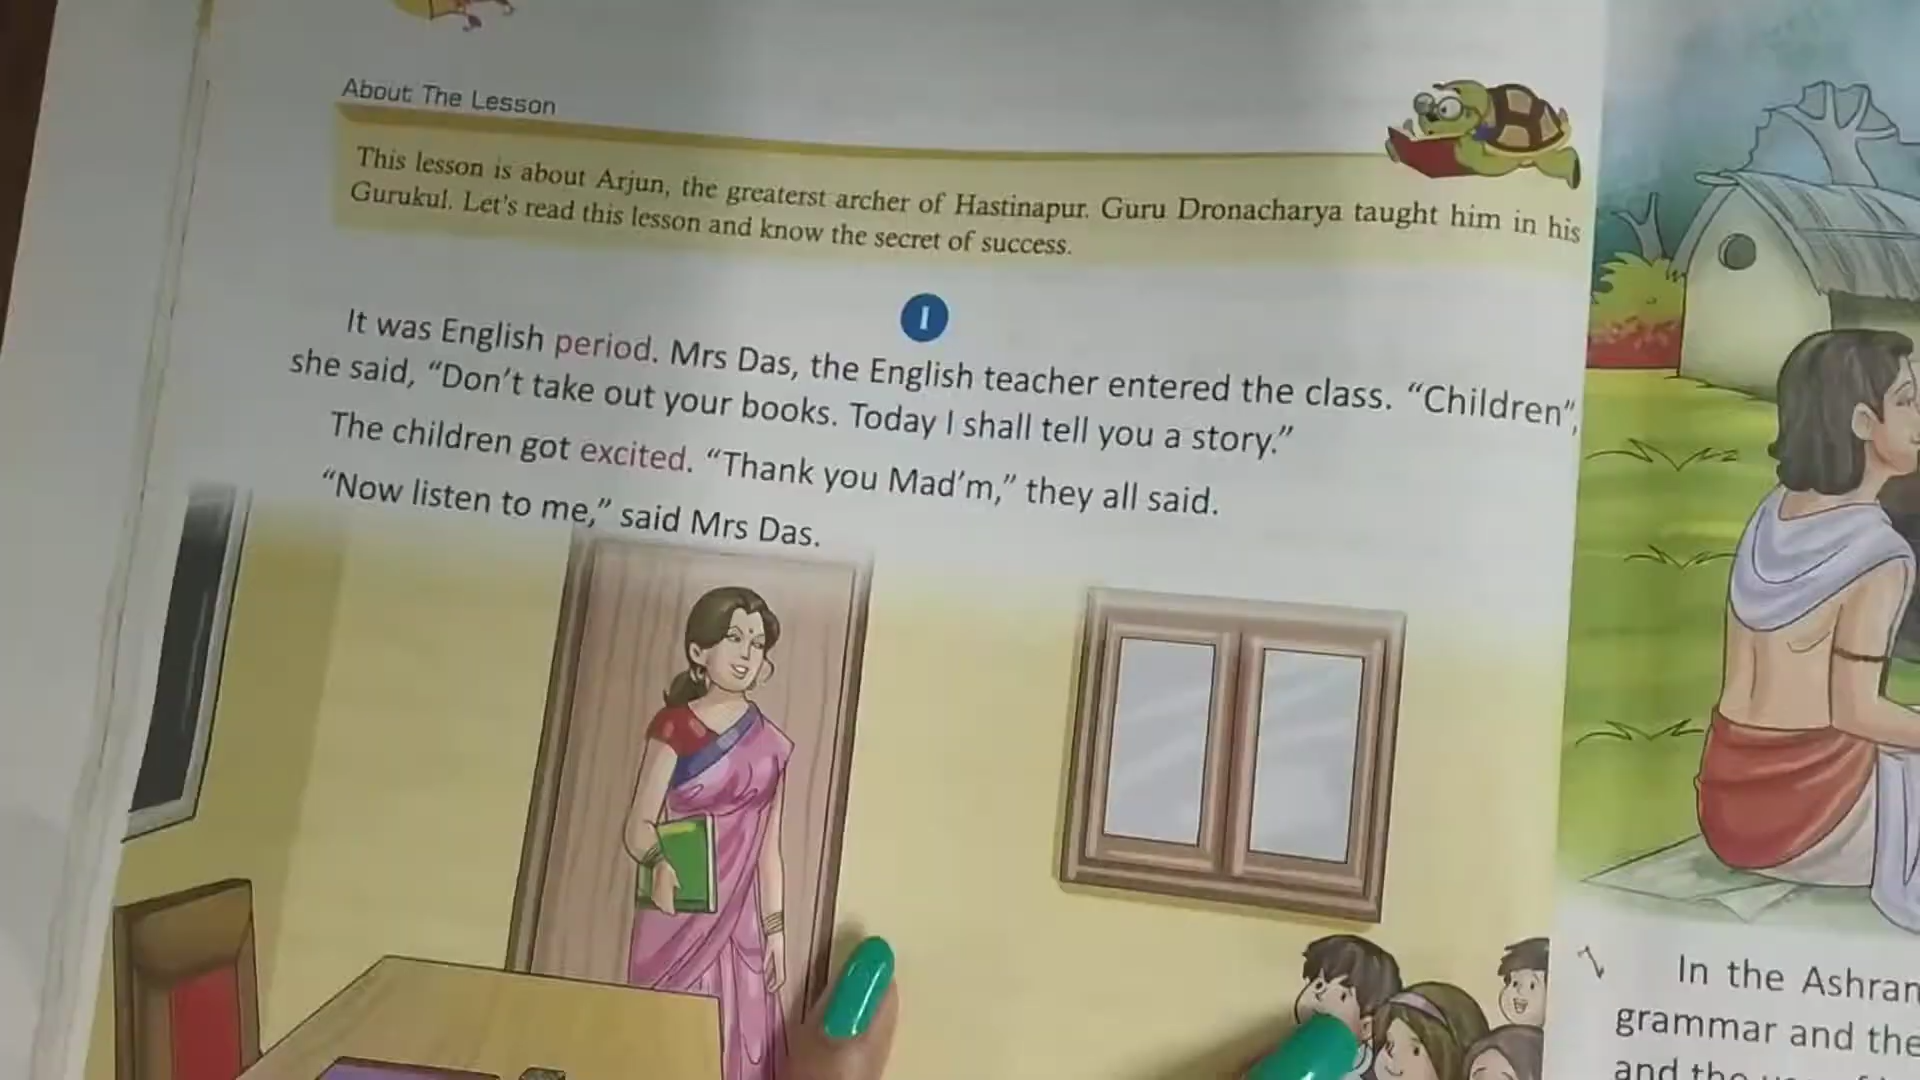 About The Lesson
This lesson is about Arjun, the greaterst archer of Hastinapur. Guru Dronacharya taught him in his
Gurukul. Let's read this lesson and know the secret of success.
I
It was English period. Mrs Das, the English teacher entered the class. “Children”,
she said, “Don’t take out your books. Today I shall tell you a story.”
The children got excited. “Thank you Mad’m,” they all said.
“Now listen to me,” said Mrs Das.
In the
grammar and the
and the